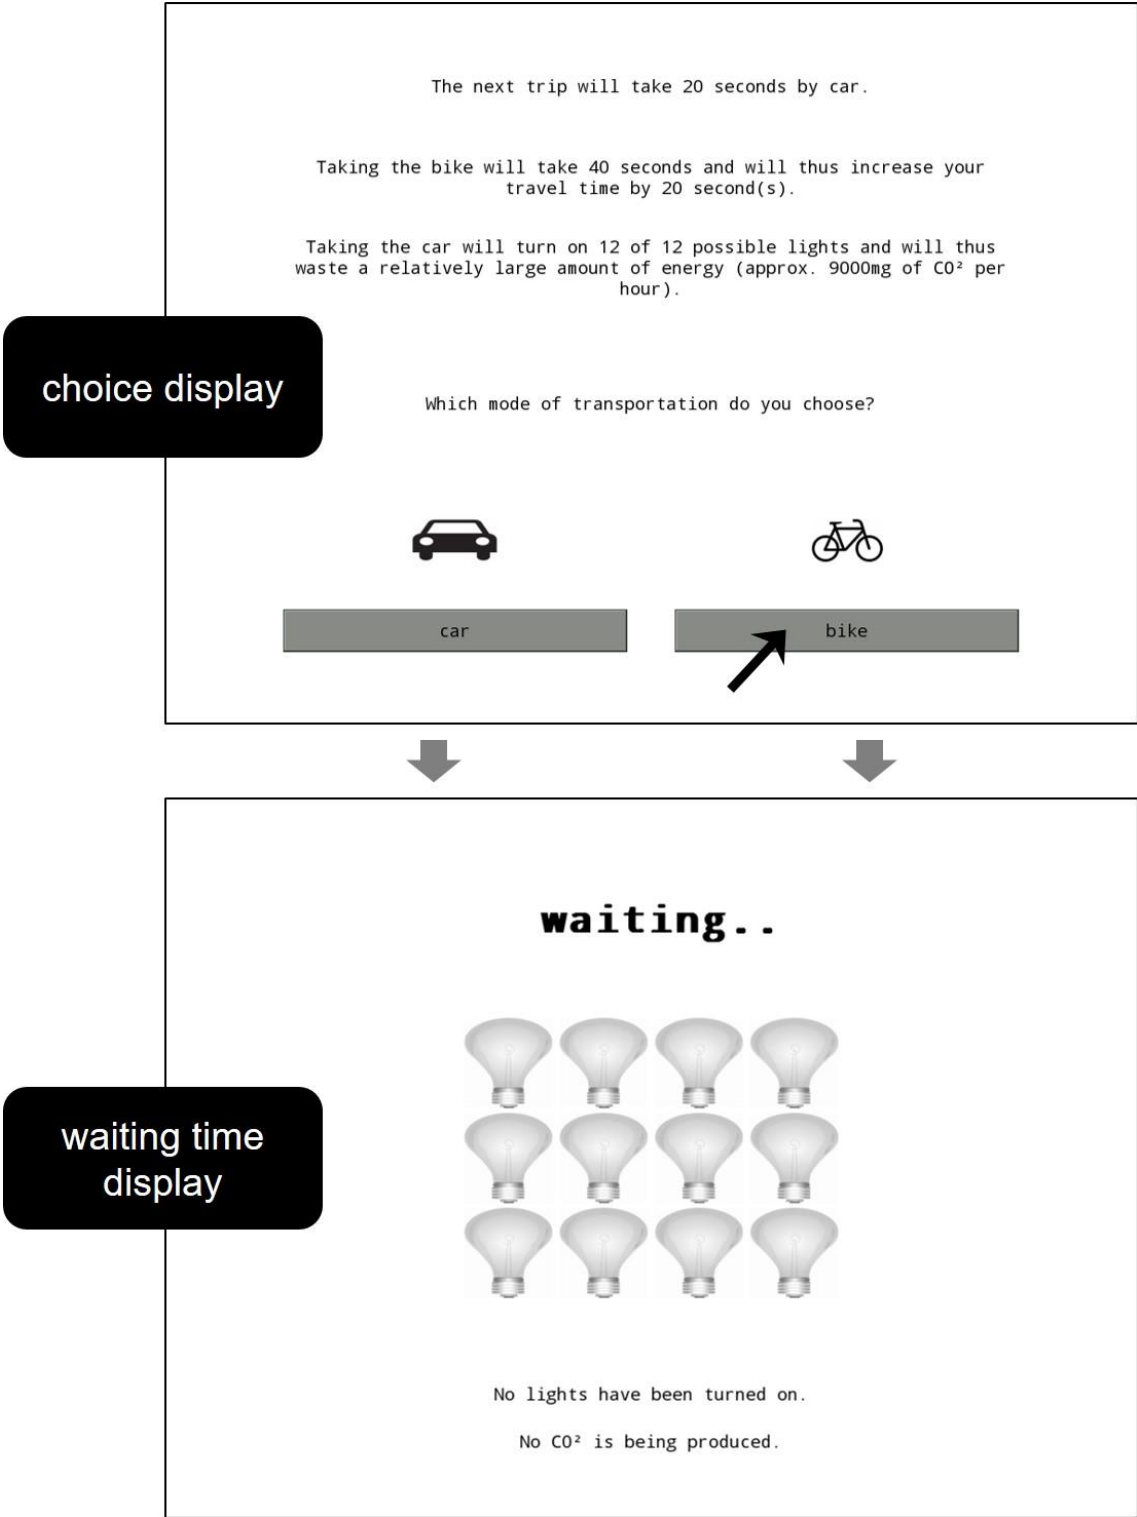 The next trip will take 20 seconds by car.
Taking the bike will take 40 seconds and will thus increase your
travel time by 20 second(s).
Taking the car will turn on 12 of 12 possible lights and will thus
waste a relatively large amount of energy (approx. 9000mg of CO² per
hour).
choice display
Which mode of transportation do you choose?
car
bike
waiting..
waiting time
display
No lights have been turned on.
No CO² is being produced.